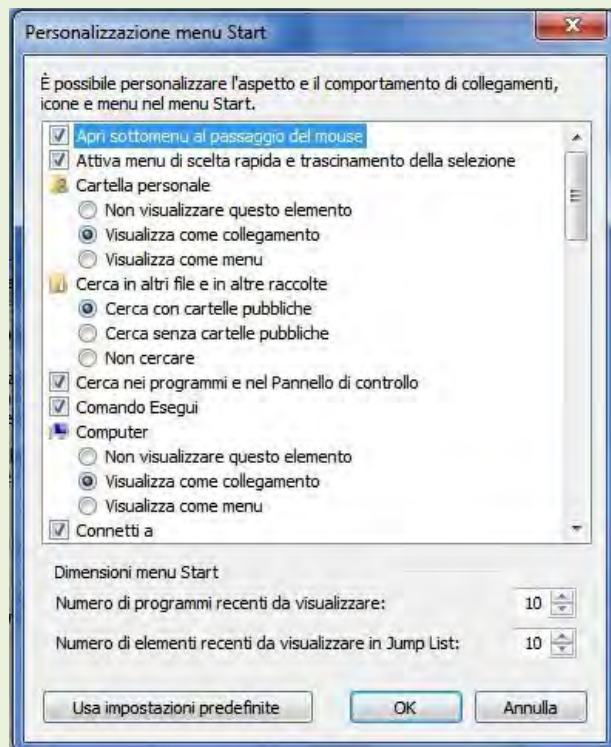 Personalizzazione menu Start
È possibile personalizzare l'aspetto e il comportamento di collegamenti,
icone e menu nel menu Start.
Apri sottomenu al passaggio del mouse
Attiva menu di scelta rapida e trascinamento della selezione
Cartella personale
Non visualizzare questo elemento
Visualizza come collegamento
Visualizza come menu
Cerca in altri file e in altre raccolte
Cerca con cartelle pubbliche
Cerca senza cartelle pubbliche
Non cercare
Cerca nei programmi e nel Pannello di controllo
Comando Esegui
Computer
Non visualizzare questo elemento
Visualizza come collegamento
Visualizza come menu
Connetti a
Dimensioni menu Start
Numero di programmi recenti da visualizzare: 10
Numero di elementi recenti da visualizzare in Jump List: 10
Usa impostazioni predefinite OK Annulla